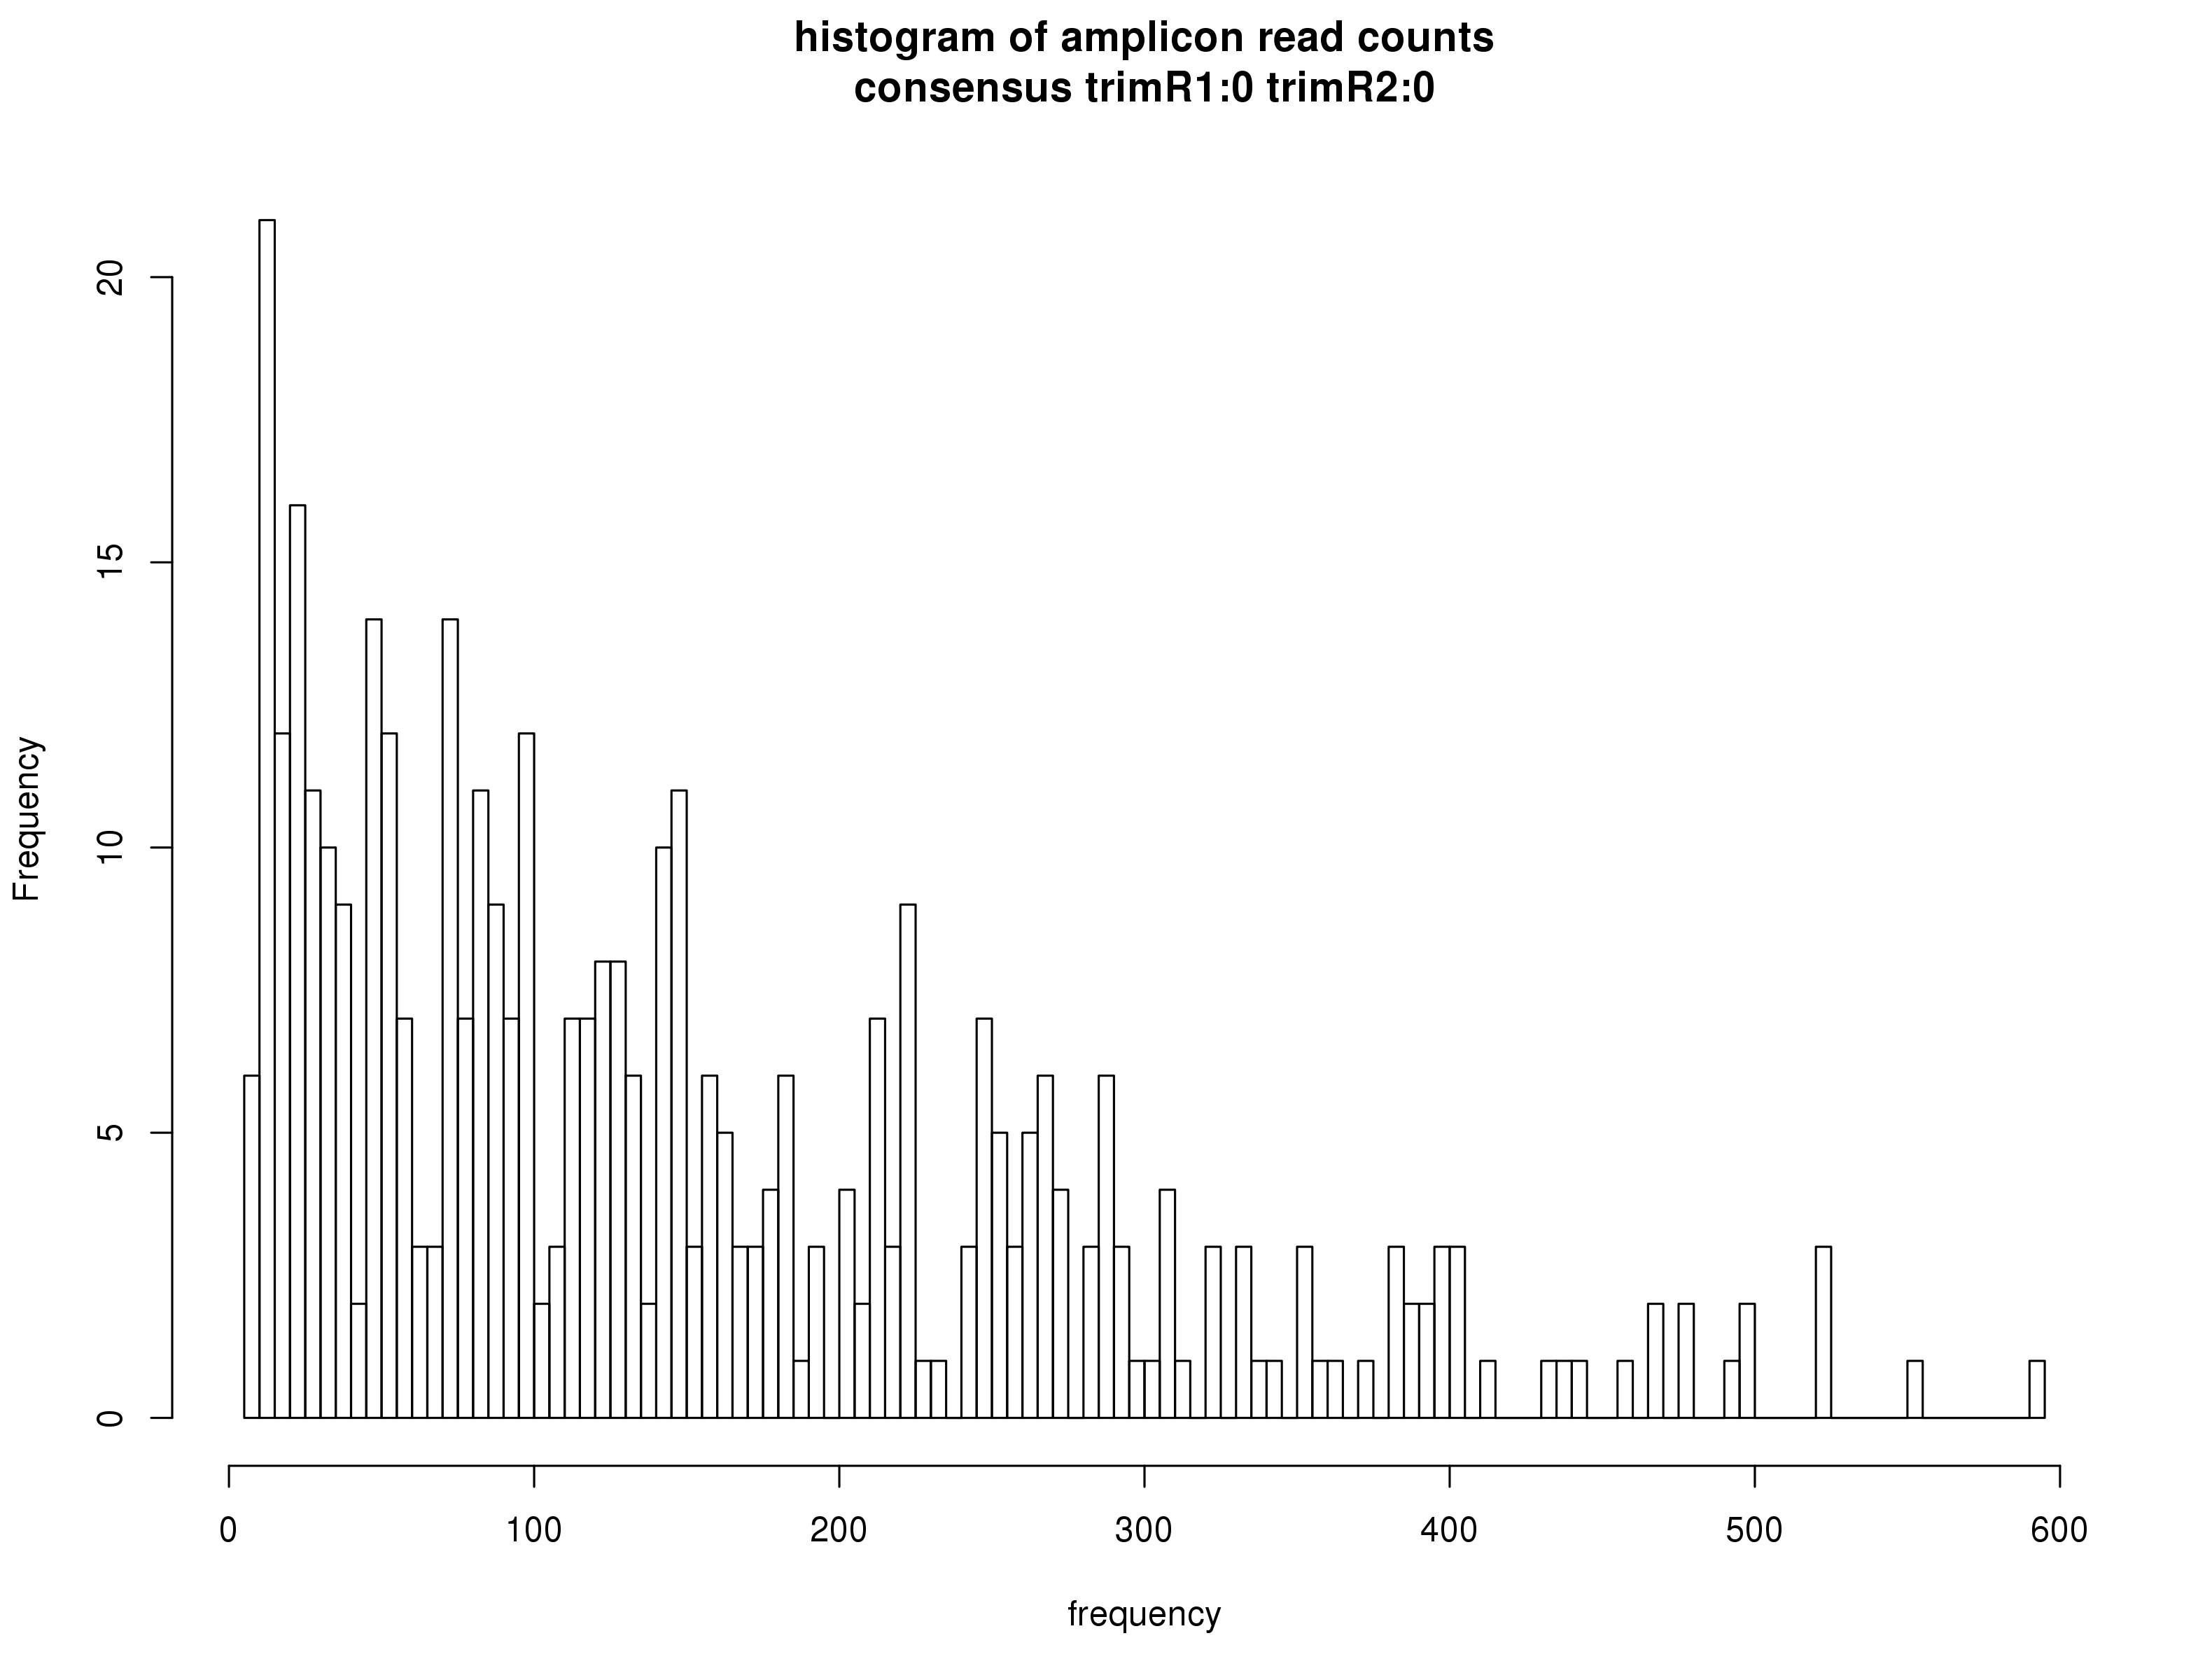 histogram of amplicon read counts
consensus trimR1:0 trimR2:0
Frequency
20
15
10
5
0
0 100 200 300 400 500 600
frequency